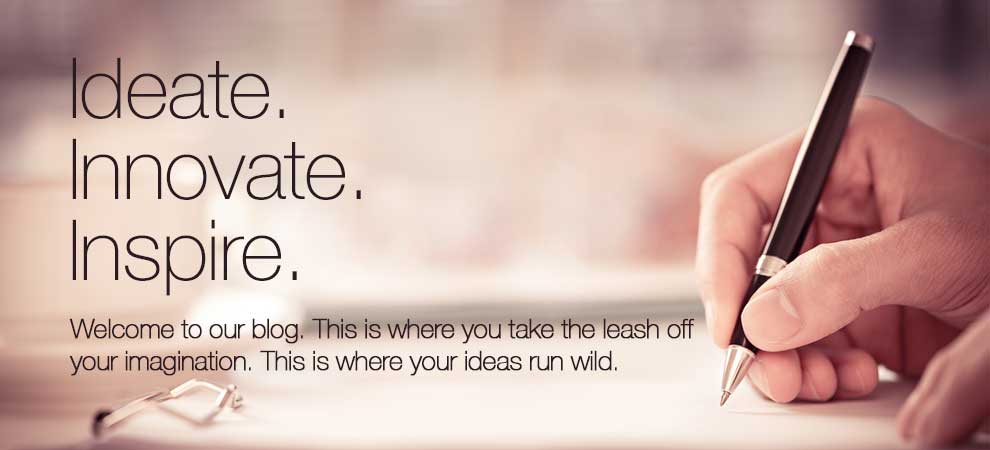 Ideate.
Innovate.
Inspire.
Welcome to our blog. This is where you take the leash off
your imagination. This is where your ideas run wild.